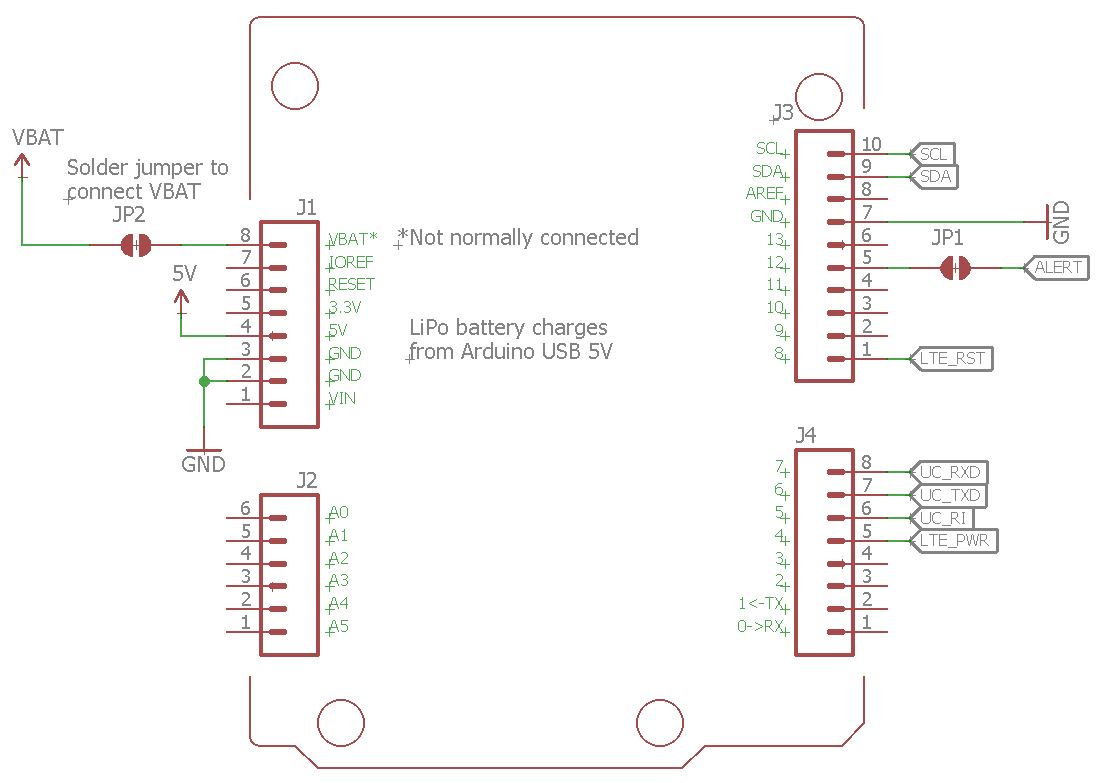 VBAT
Solder jumper to
connect VBAT
JP2
J1
8 VBAT* *Not normally connected
7 IOREF
5V
6 RESET
5 3.3V
4 5V
3 GND
2 GND
1 VIN
GND
LiPo battery charges
from Arduino USB 5V
J2
6 A0
5 A1
4 A2
3 A3
2 A4
1 A5
J3
SCL 10 SCL
SDA 9 SDA
AREF 8
GND 7 GND
13 6
JP1
12 5 ALERT
11 4
10 3
9 2
8 1 LTE_RST
J4
7 8 UC_RXD
6 7 UC_TXD
5 6 UC_RI
4 5 LTE_PWR
3 4
2 3
1<-TX 2
0->RX 1